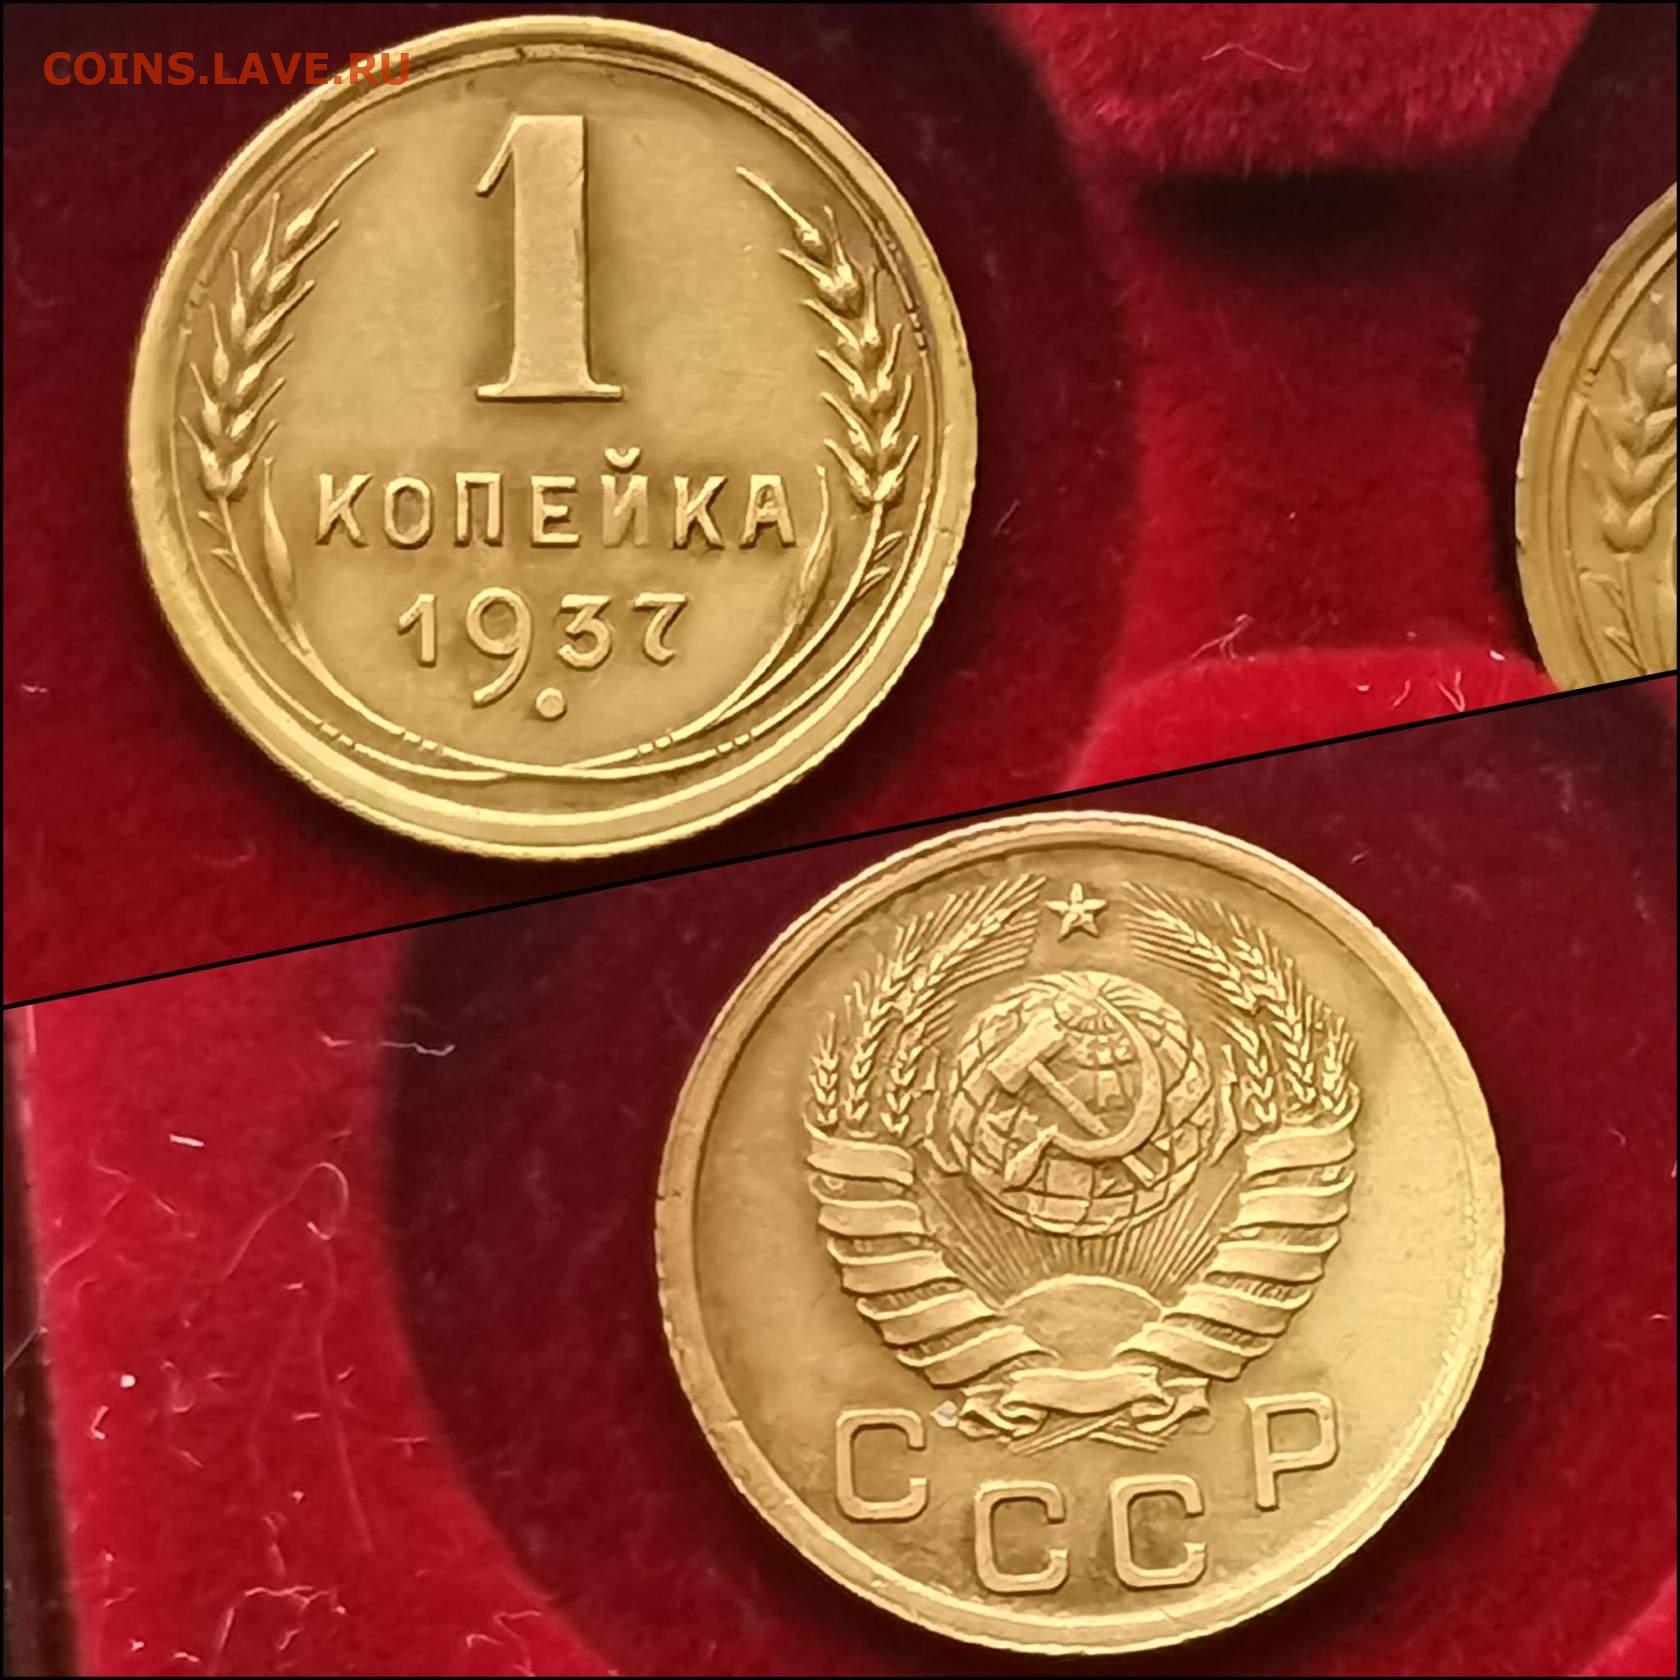 COINS.LAVE.RU
1
КОПЕЙКА
1937
СССР